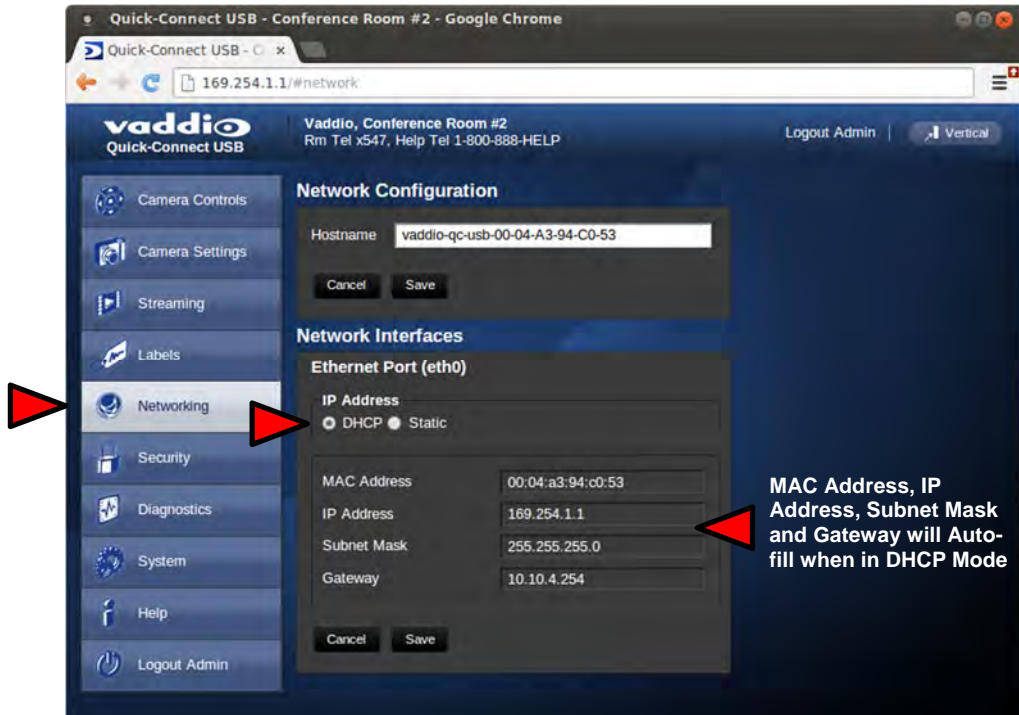 Quick-Connect USB - Conference Room #2 - Google Chrome
Quick-Connect USB - C
169.254.1.1/#network
vaddio
Quick-Connect USB
Vaddio, Conference Room #2
Rm Tel x547, Help Tel 1-800-888-HELP
Logout Admin
Vertical
Camera Controls
Camera Settings
Streaming
Labels
Networking
Security
Diagnostics
System
Help
Logout Admin
Network Configuration
Hostname vaddio-qc-usb-00-04-A3-94-C0-53
Cancel Save
Network Interfaces
Ethernet Port (eth0)
IP Address
DHCP Static
MAC Address 00:04:a3:94:c0:53
IP Address 169.254.1.1
Subnet Mask 255.255.255.0
Gateway 10.10.4.254
Cancel Save
MAC Address, IP
Address, Subnet Mask
and Gateway will Auto-
fill when in DHCP Mode